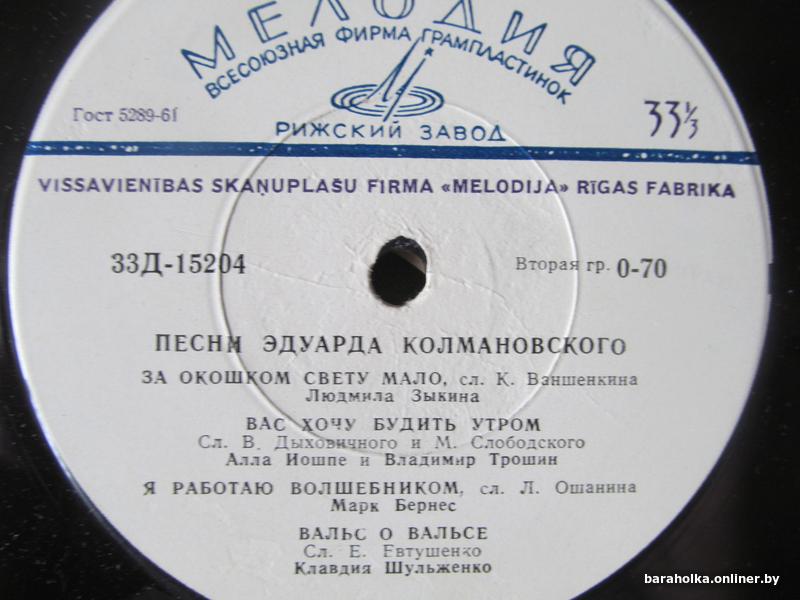 МЕЛОДИЯ
ВСЕСОЮЗНАЯ ФИРМА ГРАМПЛАСТИНОК
Гост 5289-61
33⅓
РИЖСКИЙ ЗАВОД
VISSAVIENĪBAS SKAŅUPLAŠU FIRMA «MELODIJA» RĪGAS FABRIKA
33Д-15204
Вторая гр. 0-70
ПЕСНИ ЭДУАРДА КОЛМАНОВСКОГО
ЗА ОКОШКОМ СВЕТУ МАЛО, сл. К. Ваншенкина
Людмила Зыкина
ВАС ХОЧУ БУДИТЬ УТРОМ
Сл. В. Дыховичного и М. Слободского
Алла Иошпе и Владимир Трошин
Я РАБОТАЮ ВОЛШЕБНИКОМ, сл. Л. Ошанина
Марк Бернес
ВАЛЬС О ВАЛЬСЕ
Сл. Е. Евтушенко
Клавдия Шульженко
baraholka.onliner.by